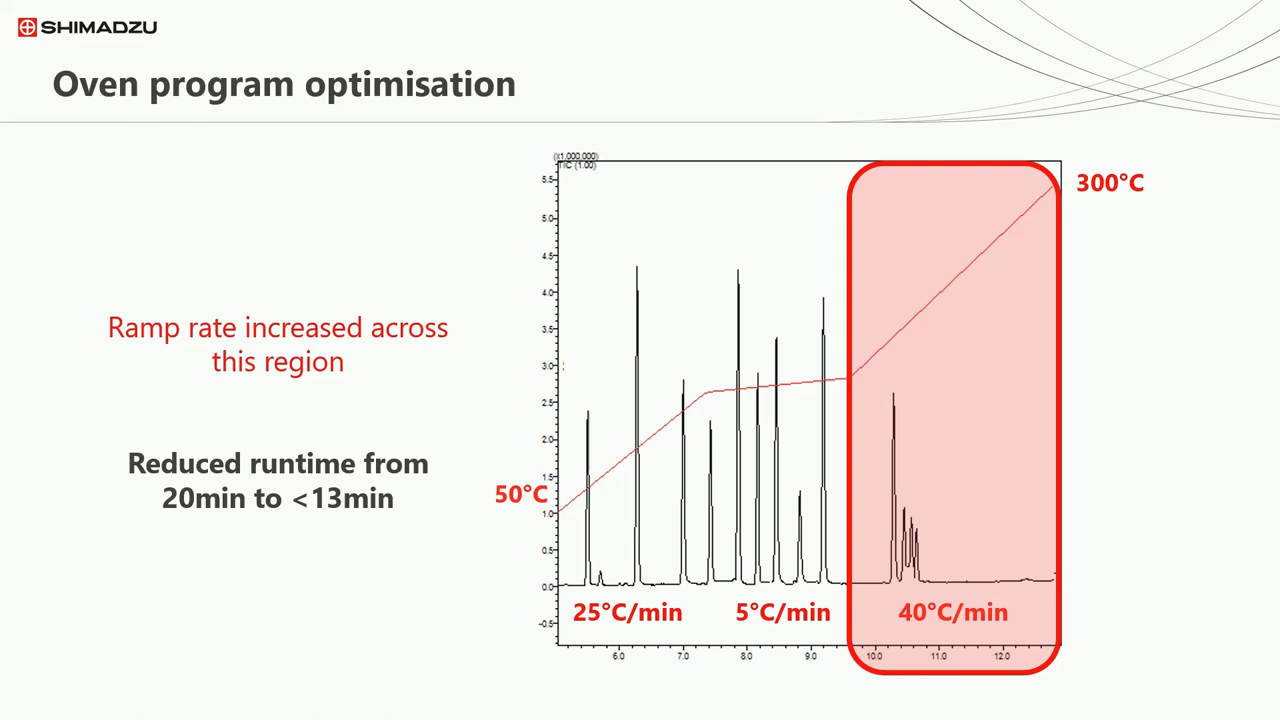 SHIMADZU
Oven program optimisation
Ramp rate increased across
this region
Reduced runtime from
20min to <13min
(x1,000,000)
TIC (1.00)
5.5
5.0
4.5
4.0
3.5
3.0
2.5
2.0
1.5
1.0
0.5
0.0
-0.5
50°C
300°C
25°C/min
5°C/min
40°C/min
6.0
7.0
8.0
9.0
10.0
11.0
12.0